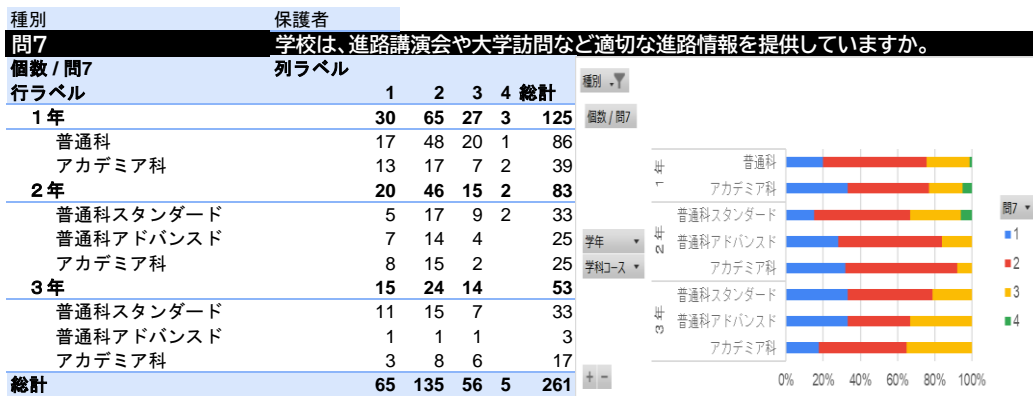 種別 保護者
問7 学校は、進路講演会や大学訪問など適切な進路情報を提供していますか。
個数 / 問7 列ラベル
行ラベル 1 2 3 4 総計
1年 30 65 27 3 125
普通科 17 48 20 1 86
アカデミア科 13 17 7 2 39
2年 20 46 15 2 83
普通科スタンダード 5 17 9 2 33
普通科アドバンスド 7 14 4 25
アカデミア科 8 15 2 25
3年 15 24 14 53
普通科スタンダード 11 15 7 33
普通科アドバンスド 1 1 1 3
アカデミア科 3 8 6 17
総計 65 135 56 5 261
種別
個数 / 問7
学年
学科コース
1年
普通科
アカデミア科
2年
普通科スタンダード
普通科アドバンスド
アカデミア科
3年
普通科スタンダード
普通科アドバンスド
アカデミア科
0% 20% 40% 60% 80% 100%
問7
1
2
3
4
+ −